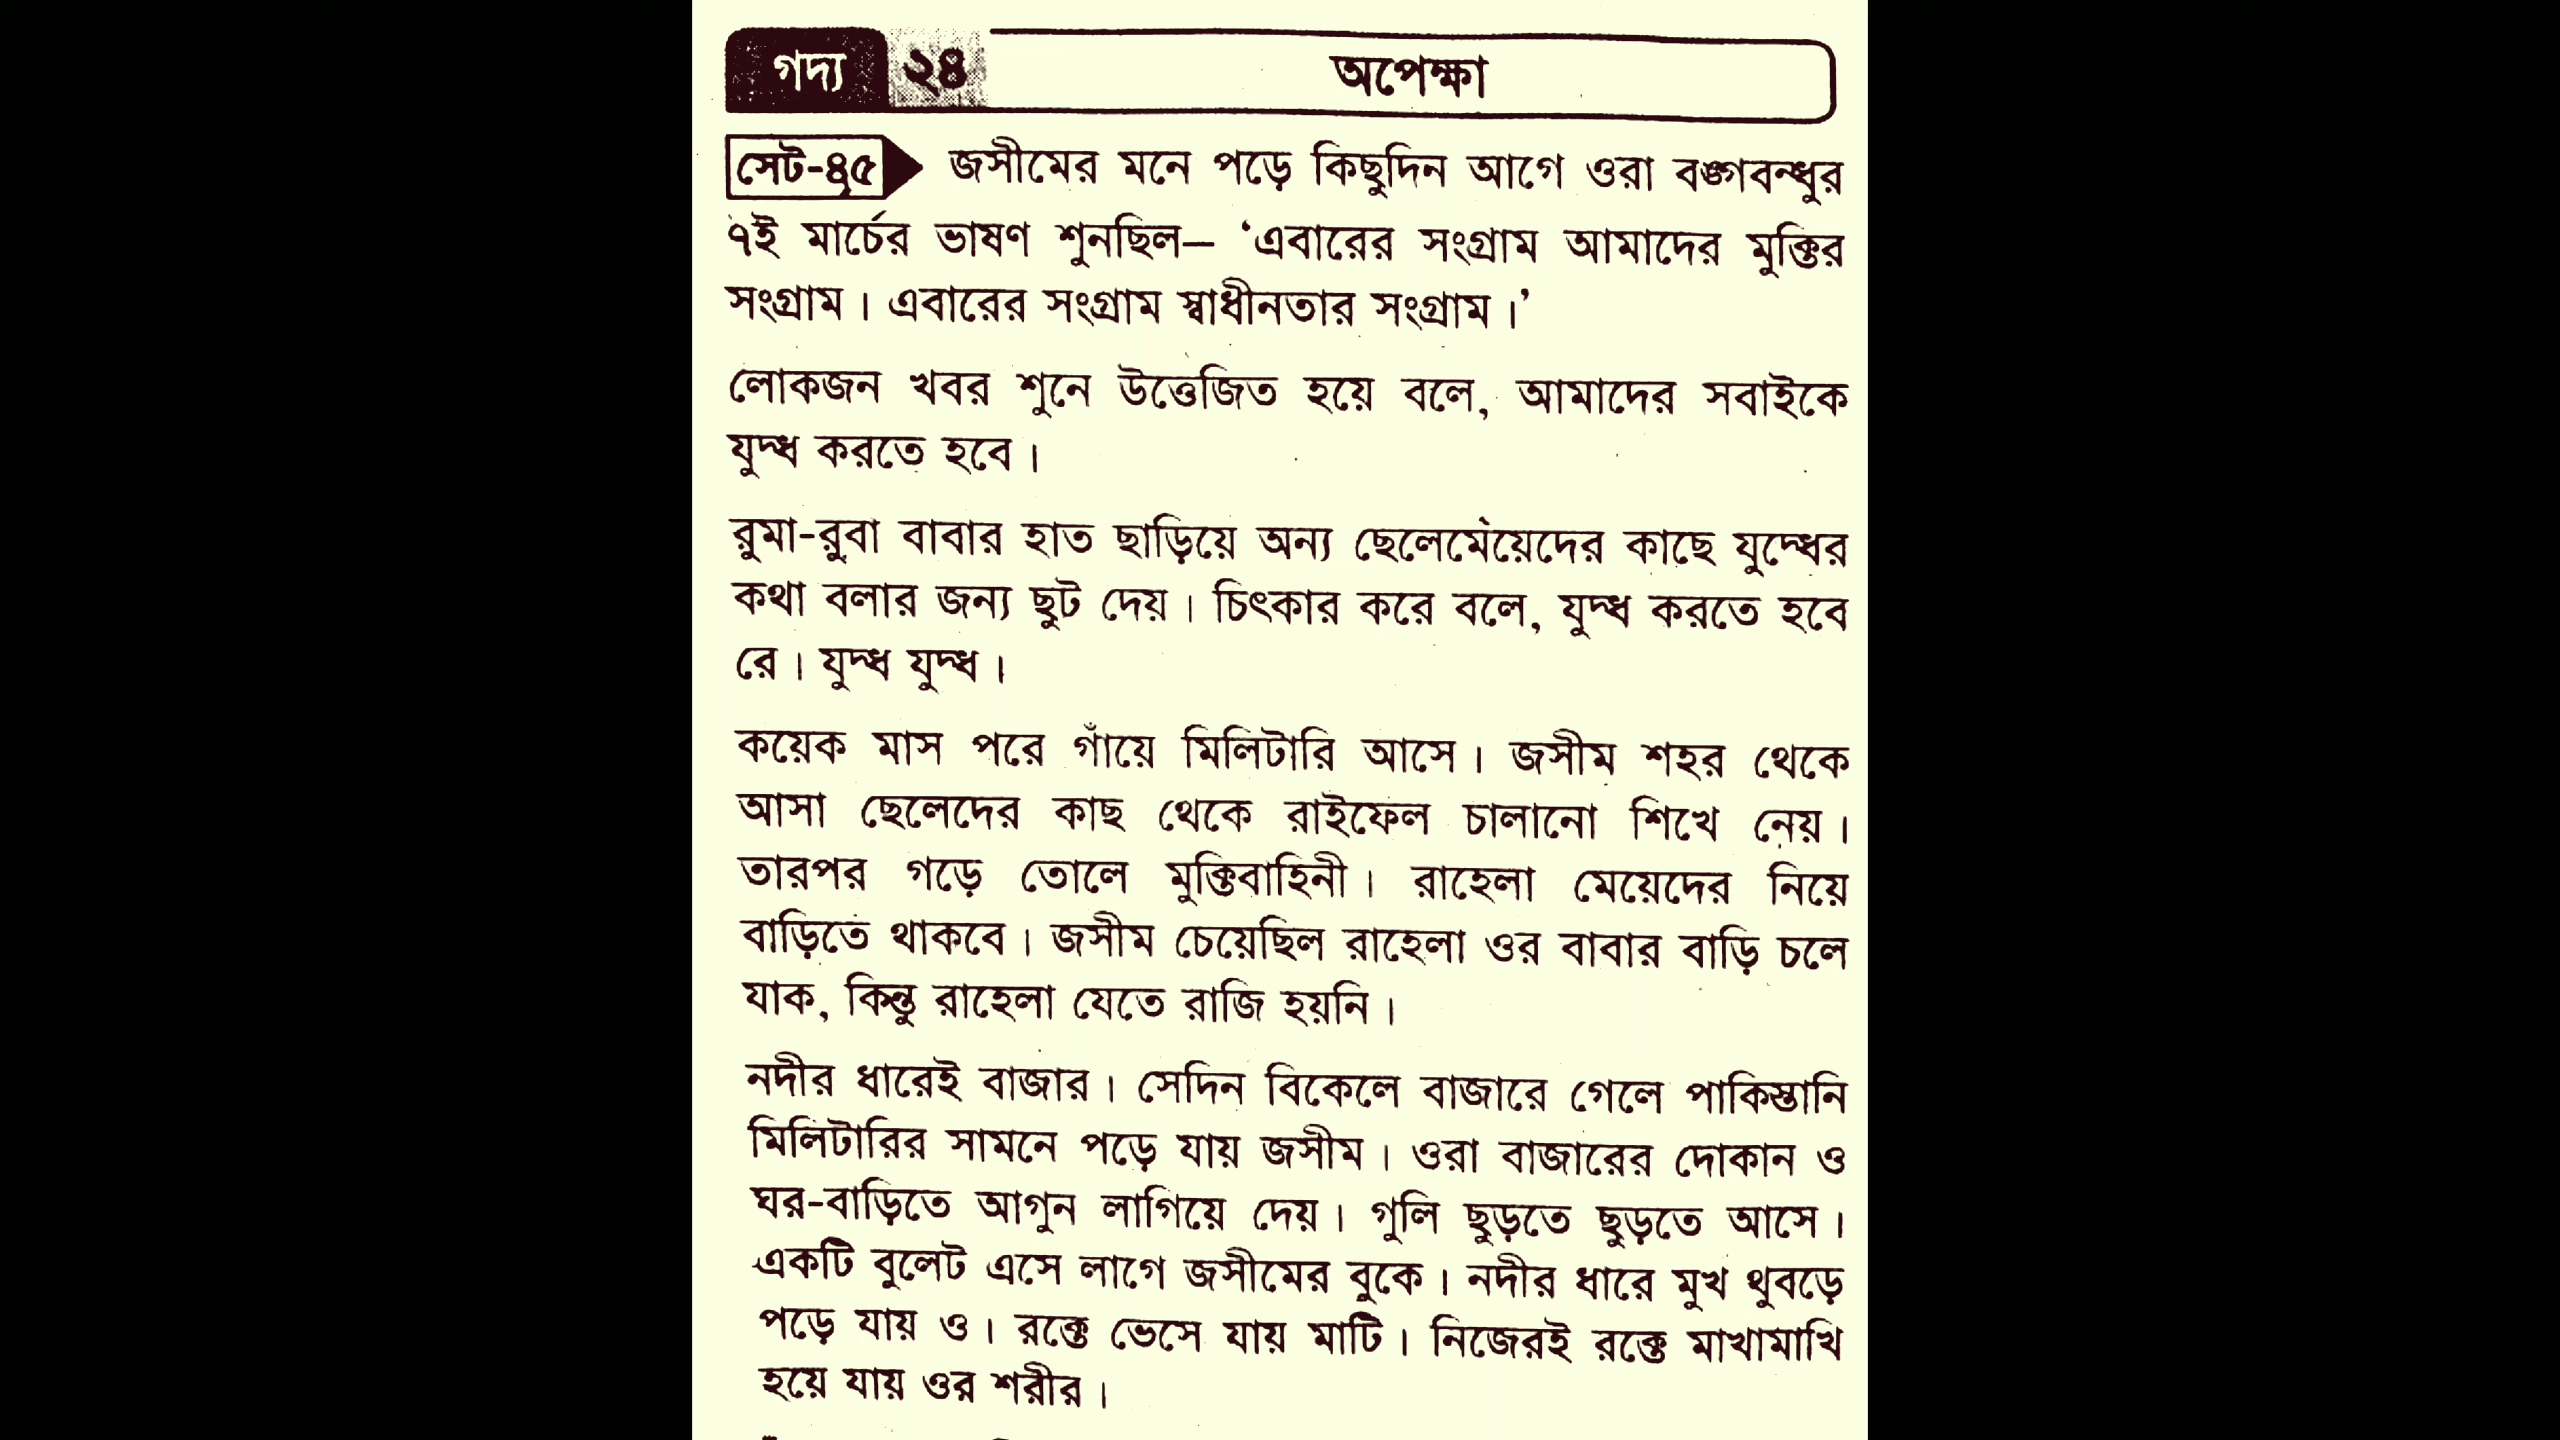 গদ্য ২৪ অপেক্ষা
সেট-৪৫ জসীমের মনে পড়ে কিছুদিন আগে ওরা বঙ্গবন্ধুর
৭ই মার্চের ভাষণ শুনছিল– ‘এবারের সংগ্রাম আমাদের মুক্তির
সংগ্রাম। এবারের সংগ্রাম স্বাধীনতার সংগ্রাম।’
লোকজন খবর শুনে উত্তেজিত হয়ে বলে, আমাদের সবাইকে
যুদ্ধ করতে হবে।
রুমা-রুবা বাবার হাত ছাড়িয়ে অন্য ছেলেমেয়েদের কাছে যুদ্ধের
কথা বলার জন্য ছুট দেয়। চিৎকার করে বলে, যুদ্ধ করতে হবে
রে। যুদ্ধ যুদ্ধ।
কয়েক মাস পরে গাঁয়ে মিলিটারি আসে। জসীম শহর থেকে
আসা ছেলেদের কাছ থেকে রাইফেল চালানো শিখে নেয়।
তারপর গড়ে তোলে মুক্তিবাহিনী। রাহেলা মেয়েদের নিয়ে
বাড়িতে থাকবে। জসীম চেয়েছিল রাহেলা ওর বাবার বাড়ি চলে
যাক, কিন্তু রাহেলা যেতে রাজি হয়নি।
নদীর ধারেই বাজার। সেদিন বিকেলে বাজারে গেলে পাকিস্তানি
মিলিটারির সামনে পড়ে যায় জসীম। ওরা বাজারের দোকান ও
ঘর-বাড়িতে আগুন লাগিয়ে দেয়। গুলি ছুড়তে ছুড়তে আসে।
একটি বুলেট এসে লাগে জসীমের বুকে। নদীর ধারে মুখ থুবড়ে
পড়ে যায় ও। রক্তে ভেসে যায় মাটি। নিজেরই রক্তে মাখামাখি
হয়ে যায় ওর শরীর।